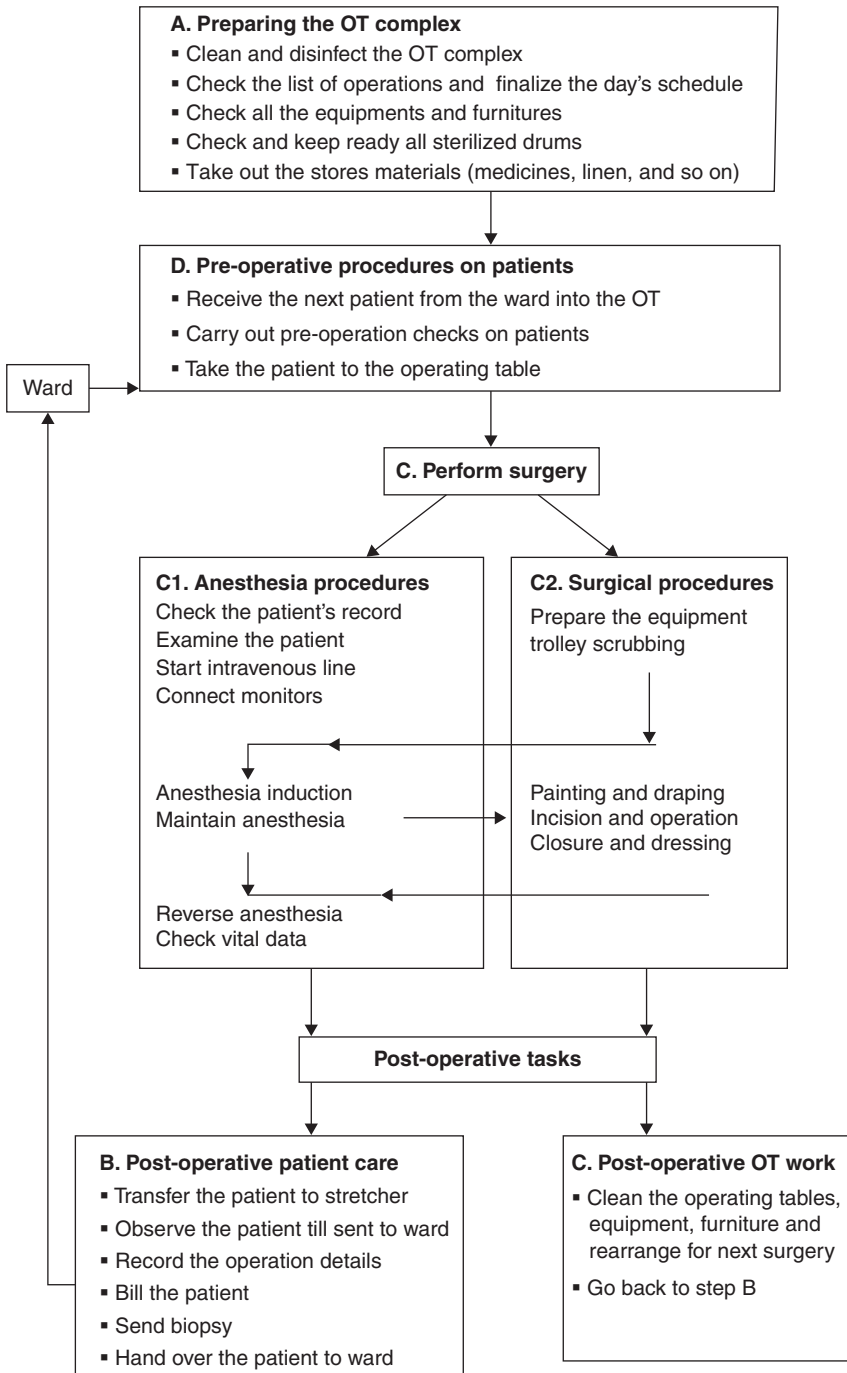 A. Preparing the OT complex
▪ Clean and disinfect the OT complex
▪ Check the list of operations and finalize the day's schedule
▪ Check all the equipments and furnitures
▪ Check and keep ready all sterilized drums
▪ Take out the stores materials (medicines, linen, and so on)
D. Pre-operative procedures on patients
▪ Receive the next patient from the ward into the OT
▪ Carry out pre-operation checks on patients
▪ Take the patient to the operating table
Ward
C. Perform surgery
C1. Anesthesia procedures
Check the patient's record
Examine the patient
Start intravenous line
Connect monitors
Anesthesia induction
Maintain anesthesia
Reverse anesthesia
Check vital data
C2. Surgical procedures
Prepare the equipment
trolley scrubbing
Painting and draping
Incision and operation
Closure and dressing
Post-operative tasks
B. Post-operative patient care
▪ Transfer the patient to stretcher
▪ Observe the patient till sent to ward
▪ Record the operation details
▪ Bill the patient
▪ Send biopsy
▪ Hand over the patient to ward
C. Post-operative OT work
▪ Clean the operating tables,
equipment, furniture and
rearrange for next surgery
▪ Go back to step B